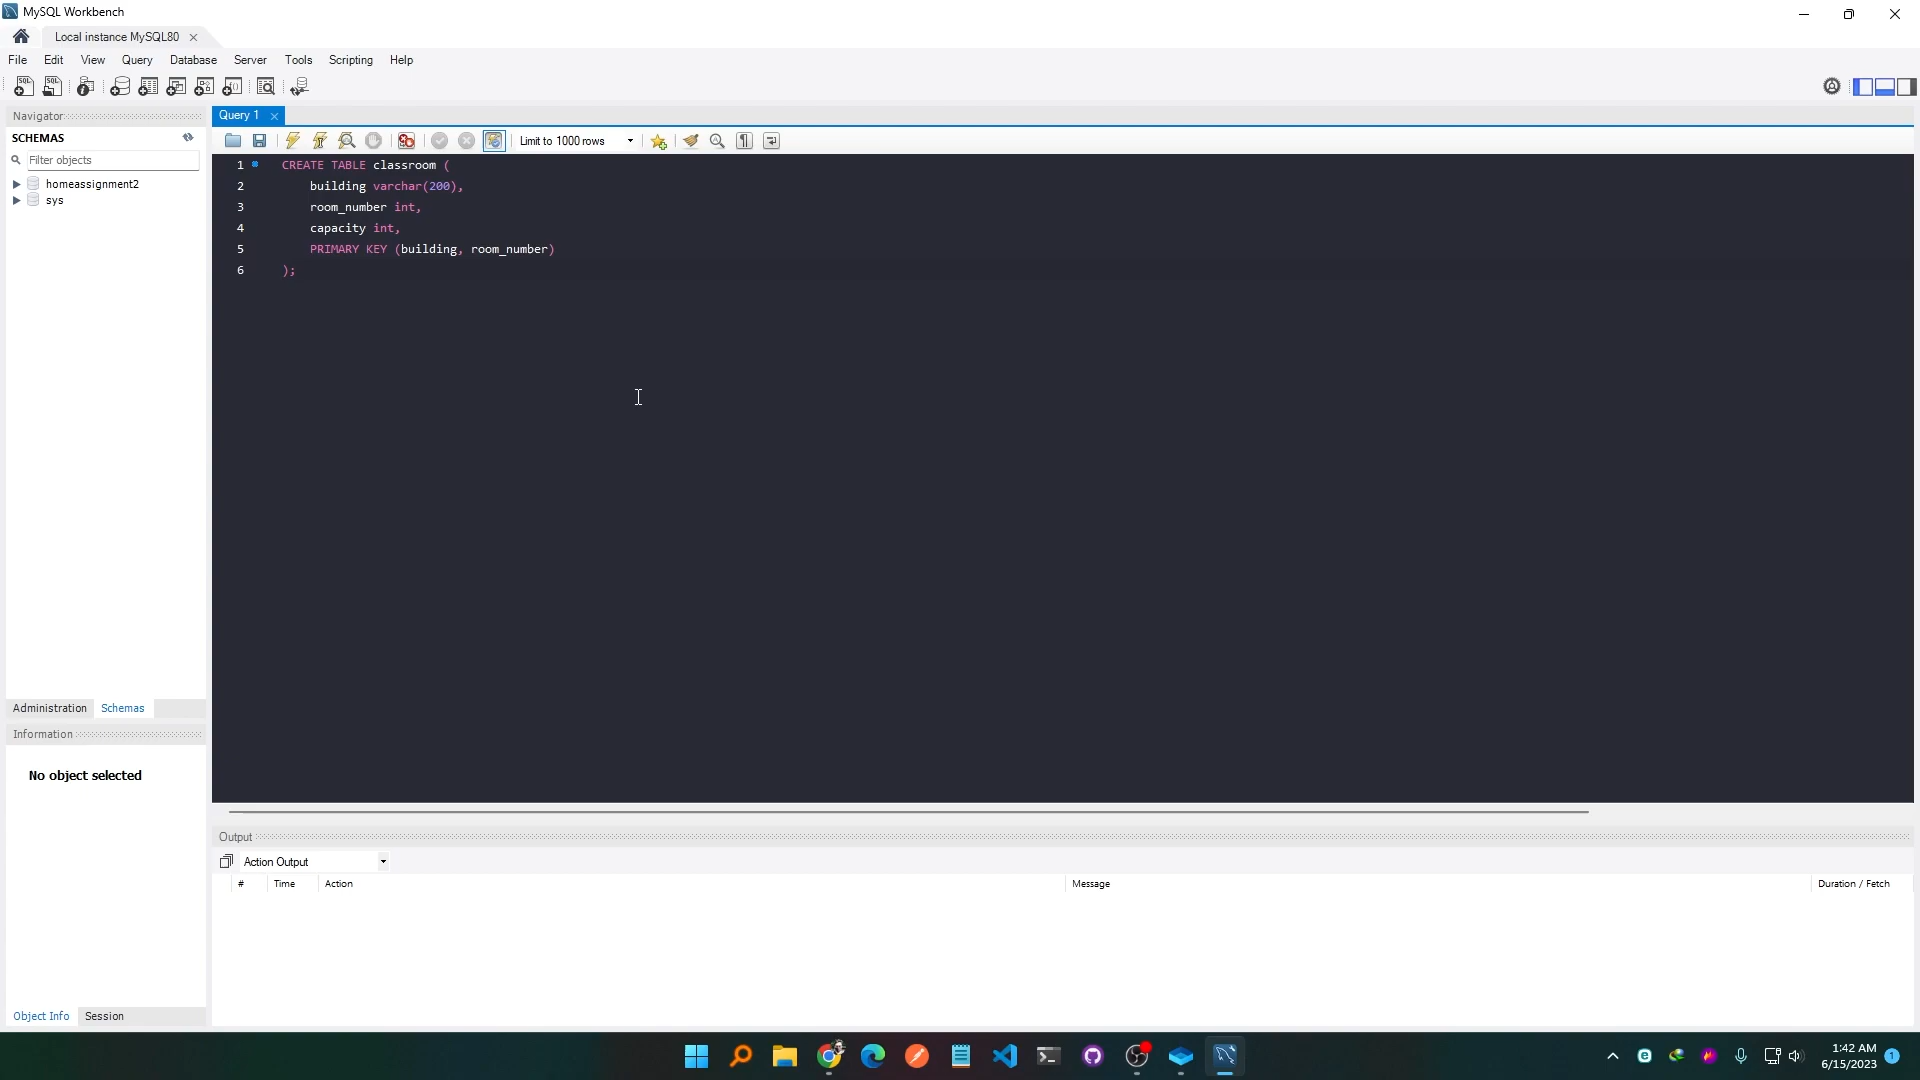 MySQL Workbench
Local instance MySQL80
File Edit View Query Database Server Tools Scripting Help
Navigator
Query 1
SCHEMAS
Limit to 1000 rows
Filter objects
homeassignment2
sys
1 CREATE TABLE classroom (
2 building varchar(200),
3 room_number int,
4 capacity int,
5 PRIMARY KEY (building, room_number)
6 );
Administration Schemas
Information
No object selected
Object Info Session
Output
Action Output
# Time Action Message Duration / Fetch
1:42 AM
6/15/2023
1